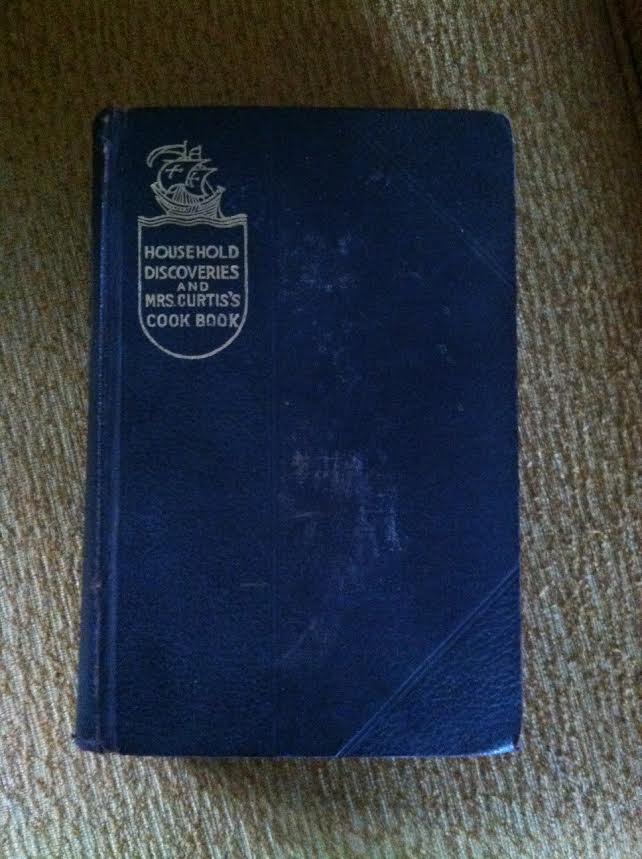 HOUSEHOLD
DISCOVERIES
AND
MRS. CURTIS'S
COOK BOOK